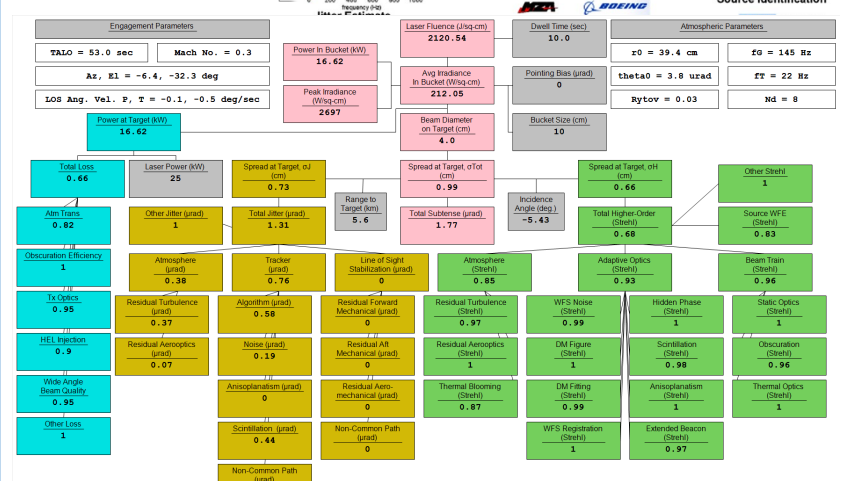 0 200 400 600 800 1000
frequency (Hz)
Jitter Estimate
BOEING
Source Identification
Engagement Parameters
TALO = 53.0 sec
Mach No. = 0.3
Az, El = -6.4, -32.3 deg
LOS Ang. Vel. P, T = -0.1, -0.5 deg/sec
Power In Bucket (kW)
16.62
Peak Irradiance
(W/sq-cm)
2697
Laser Fluence (J/sq-cm)
2120.54
Avg Irradiance
In Bucket (W/sq-cm)
212.05
Beam Diameter
on Target (cm)
4.0
Dwell Time (sec)
10.0
Pointing Bias (µrad)
0
Bucket Size (cm)
10
Atmospheric Parameters
r0 = 39.4 cm
fG = 145 Hz
theta0 = 3.8 urad
fT = 22 Hz
Rytov = 0.03
Nd = 8
Power at Target (kW)
16.62
Total Loss
0.66
Laser Power (kW)
25
Spread at Target, σJ
(cm)
0.73
Spread at Target, σTot
(cm)
0.99
Spread at Target, σH
(cm)
0.66
Other Strehl
1
Range to
Target (km)
5.6
Incidence
Angle (deg.)
-5.43
Atm Trans
0.82
Other Jitter (µrad)
1
Total Jitter (µrad)
1.31
Total Subtense (µrad)
1.77
Total Higher-Order
(Strehl)
0.68
Source WFE
(Strehl)
0.83
Obscuration Efficiency
1
Atmosphere
(µrad)
0.38
Tracker
(µrad)
0.76
Line of Sight
Stabilization (µrad)
0
Atmosphere
(Strehl)
0.85
Adaptive Optics
(Strehl)
0.93
Beam Train
(Strehl)
0.96
Tx Optics
0.95
Residual Turbulence
(µrad)
0.37
Algorithm (µrad)
0.58
Residual Forward
Mechanical (µrad)
0
Residual Turbulence
(Strehl)
0.97
WFS Noise
(Strehl)
0.99
Hidden Phase
(Strehl)
1
Static Optics
(Strehl)
1
HEL Injection
0.9
Residual Aerooptics
(µrad)
0.07
Noise (µrad)
0.19
Residual Aft
Mechanical (µrad)
0
Residual Aerooptics
(Strehl)
1
DM Figure
(Strehl)
1
Scintillation
(Strehl)
0.98
Obscuration
(Strehl)
0.96
Wide Angle
Beam Quality
0.95
Anisoplanatism (µrad)
0
Residual Aero-
mechanical (µrad)
0
Thermal Blooming
(Strehl)
0.87
DM Fitting
(Strehl)
0.99
Anisoplanatism
(Strehl)
1
Thermal Optics
(Strehl)
1
Other Loss
1
Scintillation (µrad)
0.44
Non-Common Path
(µrad)
0
WFS Registration
(Strehl)
1
Extended Beacon
(Strehl)
0.97
Non-Common Path
(µrad)